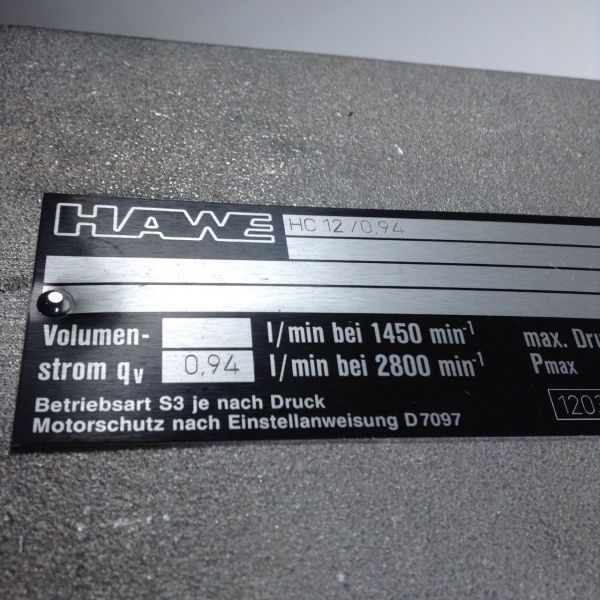 HAWE HC 12/0,94
Volumen- l/min bei 1450 min-1 max. Dru
strom qv 0,94 l/min bei 2800 min-1 Pmax
Betriebsart S3 je nach Druck
Motorschutz nach Einstellanweisung D7097